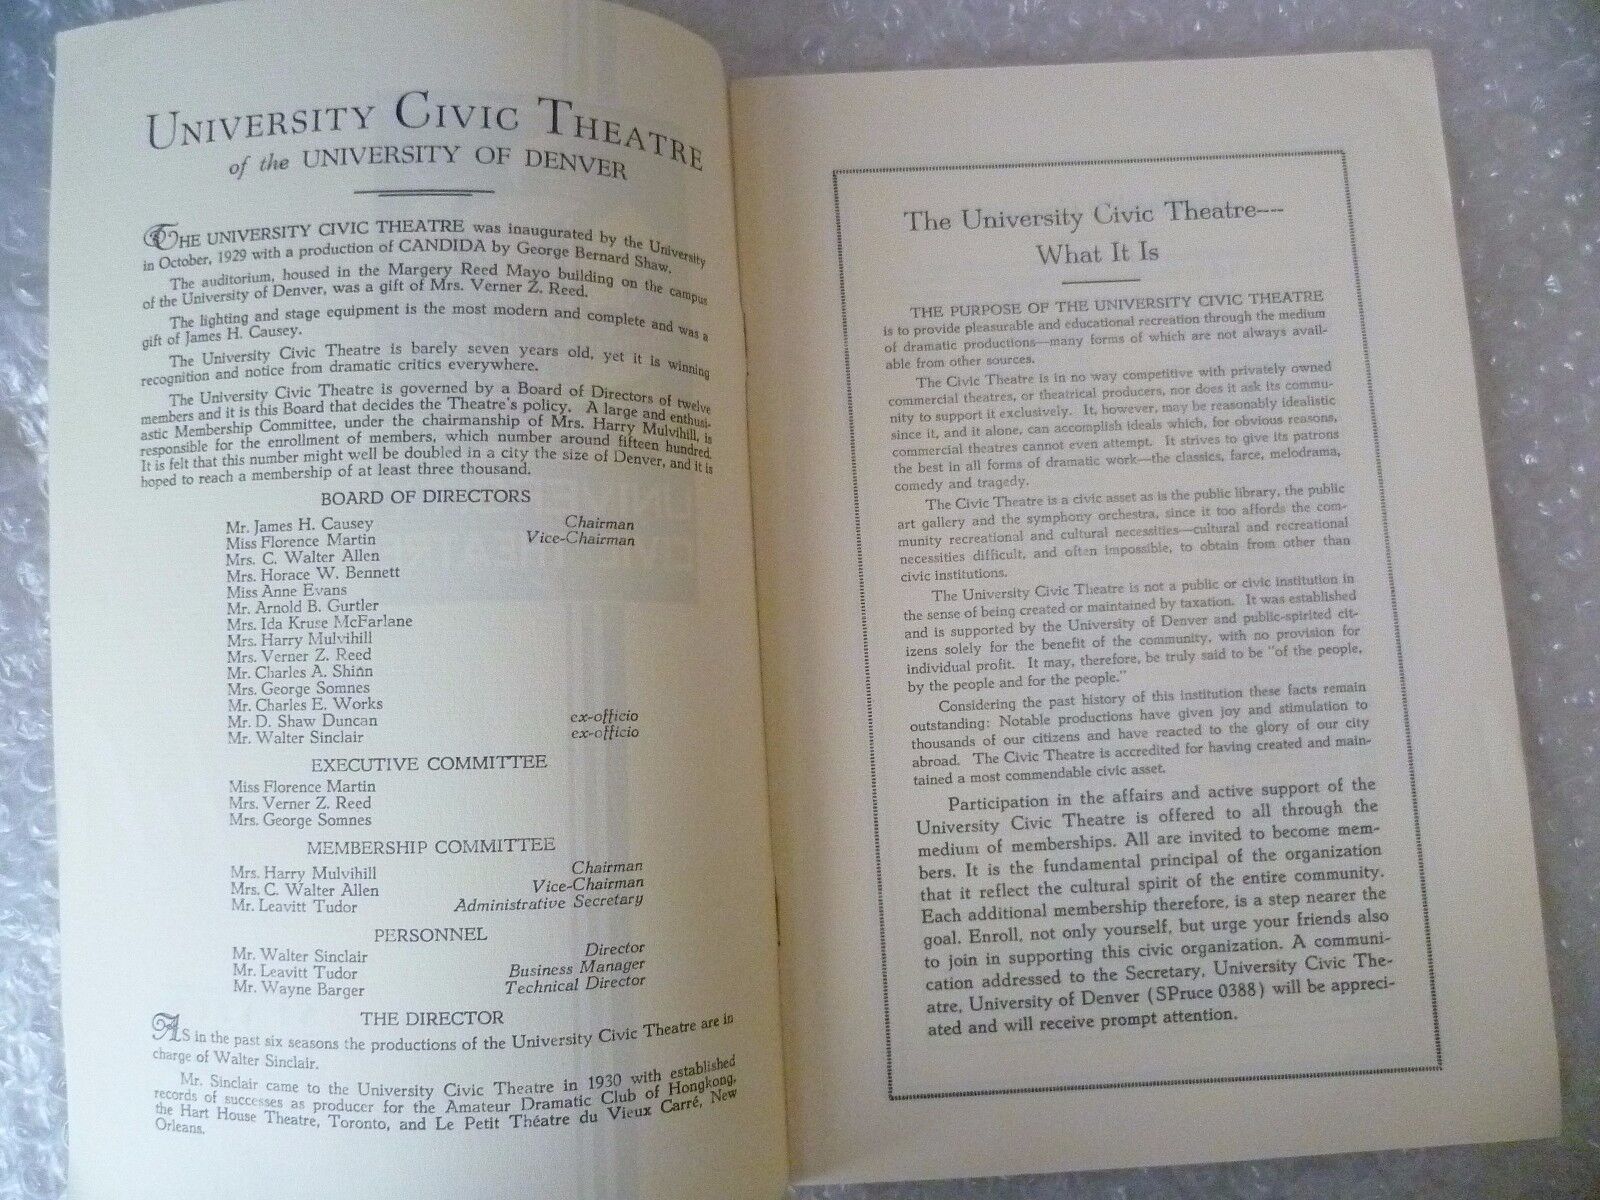 UNIVERSITY CIVIC THEATRE
of the UNIVERSITY OF DENVER
THE UNIVERSITY CIVIC THEATRE was inaugurated by the University
in October, 1929 with a production of CANDIDA by George Bernard Shaw.
The auditorium, housed in the Margery Reed Mayo building on the campus
of the University of Denver, was a gift of Mrs. Verner Z. Reed.
The lighting and stage equipment is the most modern and complete and was a
gift of James H. Causey.
The University Civic Theatre is barely seven years old, yet it is winning
recognition and notice from dramatic critics everywhere.
The University Civic Theatre is governed by a Board of Directors of twelve
members and it is this Board that decides the Theatre's policy. A large and enthusi-
astic Membership Committee, under the chairmanship of Mrs. Harry Mulvihill, is
responsible for the enrollment of members, which number around fifteen hundred.
It is felt that this number might well be doubled in a city the size of Denver, and it is
hoped to reach a membership of at least three thousand.
BOARD OF DIRECTORS
Mr. James H. Causey Chairman
Miss Florence Martin Vice-Chairman
Mrs. C. Walter Allen
Mrs. Horace W. Bennett
Miss Anne Evans
Mr. Arnold B. Gurtler
Mrs. Ida Kruse McFarlane
Mrs. Harry Mulvihill
Mrs. Verner Z. Reed
Mr. Charles A. Shinn
Mrs. George Somnes
Mr. Charles E. Works
Mr. D. Shaw Duncan ex-officio
Mr. Walter Sinclair ex-officio
EXECUTIVE COMMITTEE
Miss Florence Martin
Mrs. Verner Z. Reed
Mrs. George Somnes
MEMBERSHIP COMMITTEE
Mrs. Harry Mulvihill Chairman
Mrs. C. Walter Allen Vice-Chairman
Mr. Leavitt Tudor Administrative Secretary
PERSONNEL
Mr. Walter Sinclair Director
Mr. Leavitt Tudor Business Manager
Mr. Wayne Barger Technical Director
THE DIRECTOR
AS in the past six seasons the productions of the University Civic Theatre are in
charge of Walter Sinclair.
Mr. Sinclair came to the University Civic Theatre in 1930 with established
records of successes as producer for the Amateur Dramatic Club of Hongkong,
the Hart House Theatre, Toronto, and Le Petit Théatre du Vieux Carré, New
Orleans.
The University Civic Theatre—
What It Is
THE PURPOSE OF THE UNIVERSITY CIVIC THEATRE
is to provide pleasurable and educational recreation through the medium
of dramatic productions—many forms of which are not always avail-
able from other sources.
The Civic Theatre is in no way competitive with privately owned
commercial theatres, or theatrical producers, nor does it ask its commu-
nity to support it exclusively. It, however, may be reasonably idealistic
since it, and it alone, can accomplish ideals which, for obvious reasons,
commercial theatres cannot even attempt. It strives to give its patrons
the best in all forms of dramatic work—the classics, farce, melodrama,
comedy and tragedy.
The Civic Theatre is a civic asset as is the public library, the public
art gallery and the symphony orchestra, since it too affords the com-
munity recreational and cultural necessities—cultural and recreational
necessities difficult, and often impossible, to obtain from other than
civic institutions.
The University Civic Theatre is not a public or civic institution in
the sense of being created or maintained by taxation. It was established
and is supported by the University of Denver and public-spirited cit-
izens solely for the benefit of the community, with no provision for
individual profit. It may, therefore, be truly said to be "of the people,
by the people and for the people."
Considering the past history of this institution these facts remain
outstanding: Notable productions have given joy and stimulation to
thousands of our citizens and have reacted to the glory of our city
abroad. The Civic Theatre is accredited for having created and main-
tained a most commendable civic asset.
Participation in the affairs and active support of the
University Civic Theatre is offered to all through the
medium of memberships. All are invited to become mem-
bers. It is the fundamental principal of the organization
that it reflect the cultural spirit of the entire community.
Each additional membership therefore, is a step nearer the
goal. Enroll, not only yourself, but urge your friends also
to join in supporting this civic organization. A communi-
cation addressed to the Secretary, University Civic The-
atre, University of Denver (SPruce 0388) will be appreci-
ated and will receive prompt attention.